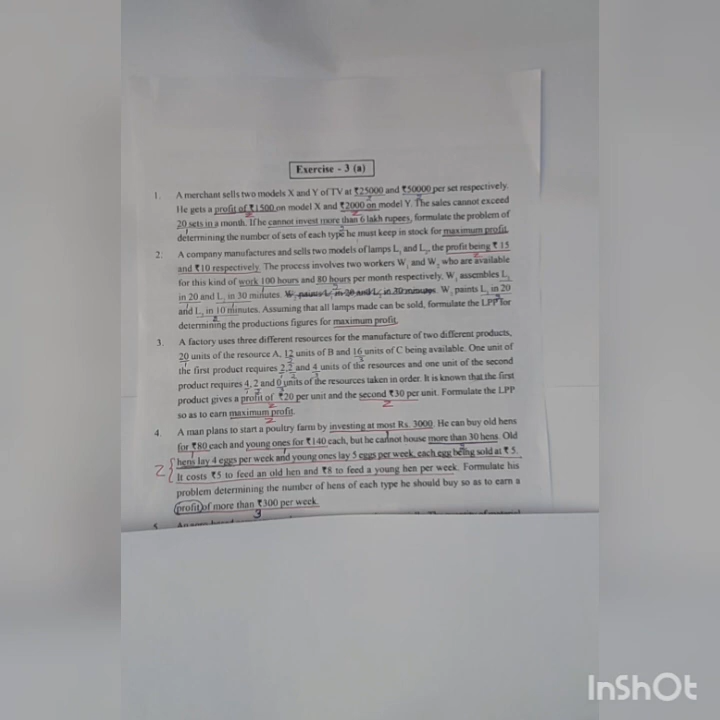 Exercise - 3 (a)
1. A merchant sells two models X and Y of TV at ₹25000 and ₹50000 per set respectively.
He gets a profit of ₹1500 on model X and ₹2000 on model Y. The sales cannot exceed
20 sets in a month. If he cannot invest more than 6 lakh rupees, formulate the problem of
determining the number of sets of each type he must keep in stock for maximum profit.
2. A company manufactures and sells two models of lamps L₁ and L₂, the profit being ₹15
and ₹10 respectively. The process involves two workers W₁ and W₂ who are available
for this kind of work 100 hours and 80 hours per month respectively. W₁ assembles L₁
in 20 and L₂ in 30 minutes. W₂ paints L₁ in 20
and L₂ in 10 minutes. Assuming that all lamps made can be sold, formulate the LPP for
determining the productions figures for maximum profit.
3. A factory uses three different resources for the manufacture of two different products,
20 units of the resource A, 12 units of B and 16 units of C being available. One unit of
the first product requires 2,2 and 4 units of the resources and one unit of the second
product requires 4, 2 and 0 units of the resources taken in order. It is known that the first
product gives a profit of ₹20 per unit and the second ₹30 per unit. Formulate the LPP
so as to earn maximum profit.
4. A man plans to start a poultry farm by investing at most Rs. 3000. He can buy old hens
for ₹80 each and young ones for ₹140 each, but he cannot house more than 30 hens. Old
hens lay 4 eggs per week and young ones lay 5 eggs per week, each egg being sold at ₹5.
Z { It costs ₹5 to feed an old hen and ₹8 to feed a young hen per week. Formulate his
problem determining the number of hens of each type he should buy so as to earn a
profit of more than ₹300 per week.
3
InShOt